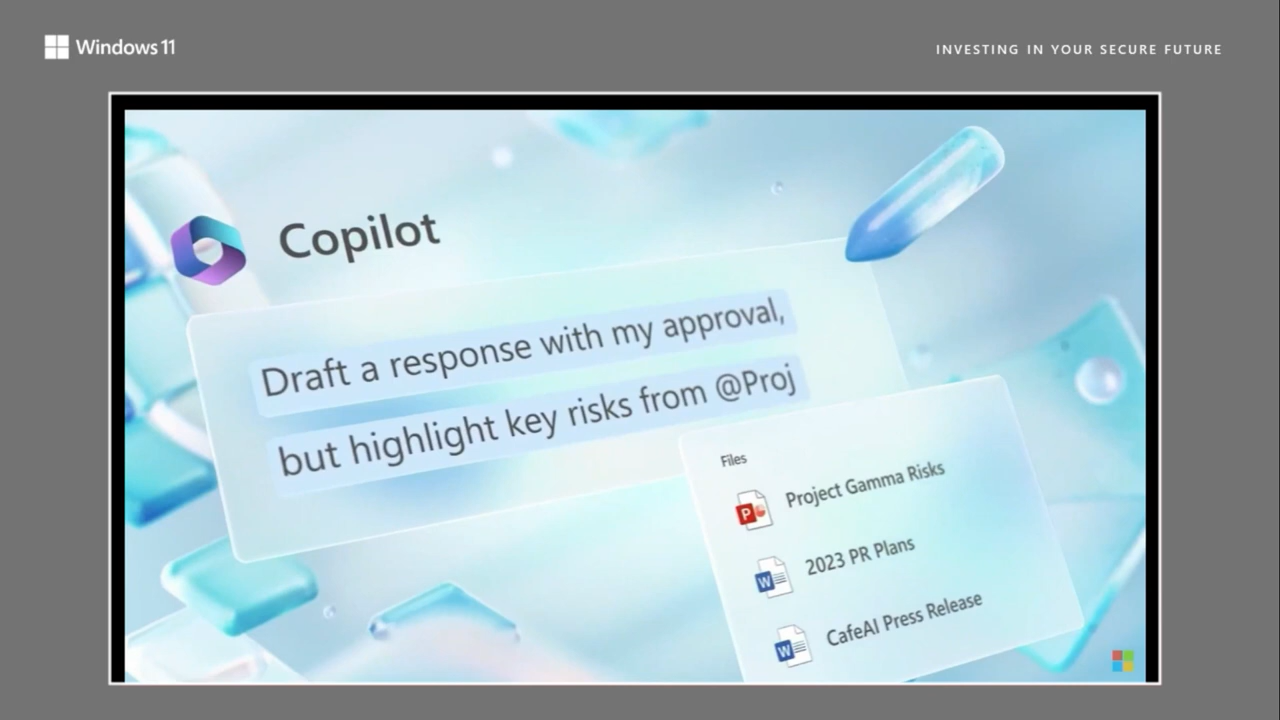 Windows 11
INVESTING IN YOUR SECURE FUTURE
Copilot
Draft a response with my approval,
but highlight key risks from @Proj
Files
P
Project Gamma Risks
W
2023 PR Plans
W
CafeAI Press Release